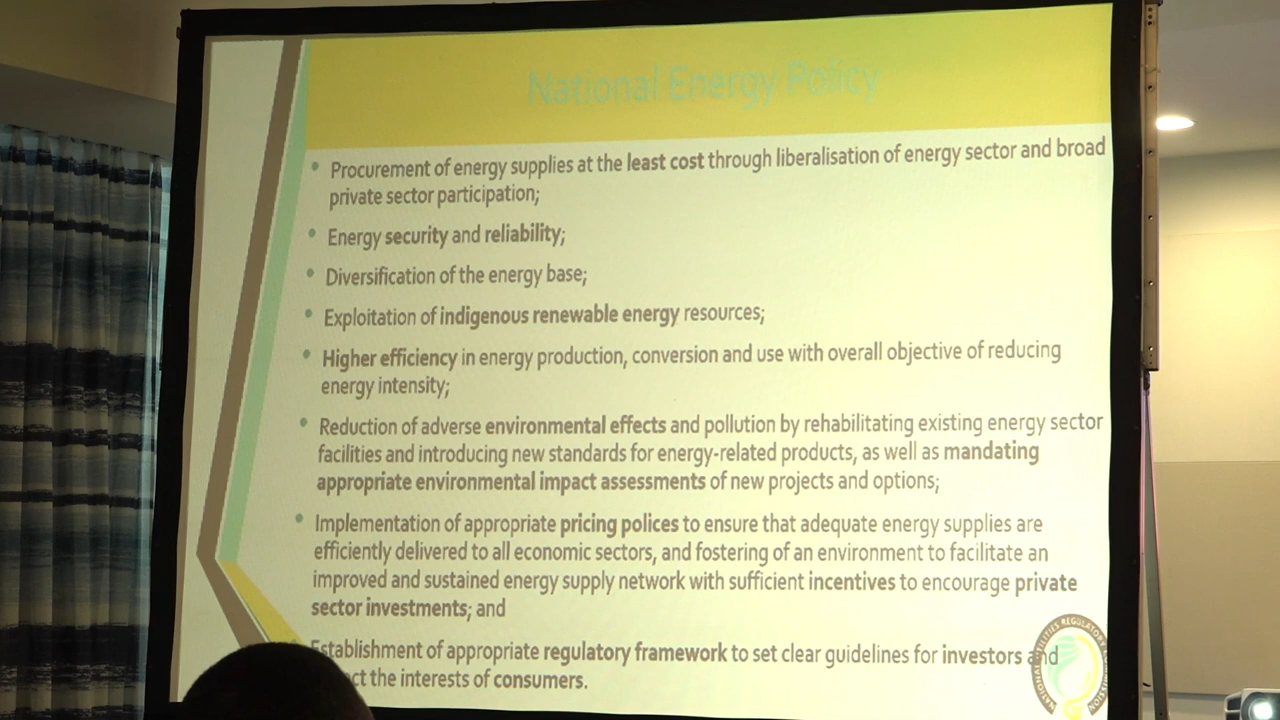 National Energy Policy
• Procurement of energy supplies at the least cost through liberalisation of energy sector and broad
private sector participation;
• Energy security and reliability;
• Diversification of the energy base;
• Exploitation of indigenous renewable energy resources;
• Higher efficiency in energy production, conversion and use with overall objective of reducing
energy intensity;
• Reduction of adverse environmental effects and pollution by rehabilitating existing energy sector
facilities and introducing new standards for energy-related products, as well as mandating
appropriate environmental impact assessments of new projects and options;
• Implementation of appropriate pricing polices to ensure that adequate energy supplies are
efficiently delivered to all economic sectors, and fostering of an environment to facilitate an
improved and sustained energy supply network with sufficient incentives to encourage private
sector investments; and
Establishment of appropriate regulatory framework to set clear guidelines for investors and
the interests of consumers.
NATIONAL UTILITIES REGULATORY COMMISSION